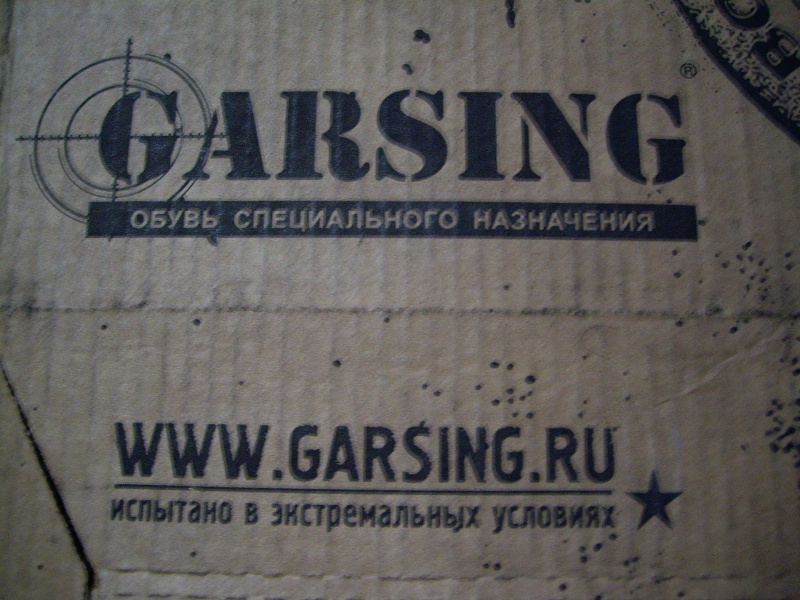 GARSING®
ОБУВЬ СПЕЦИАЛЬНОГО НАЗНАЧЕНИЯ
WWW.GARSING.RU
испытано в экстремальных условиях